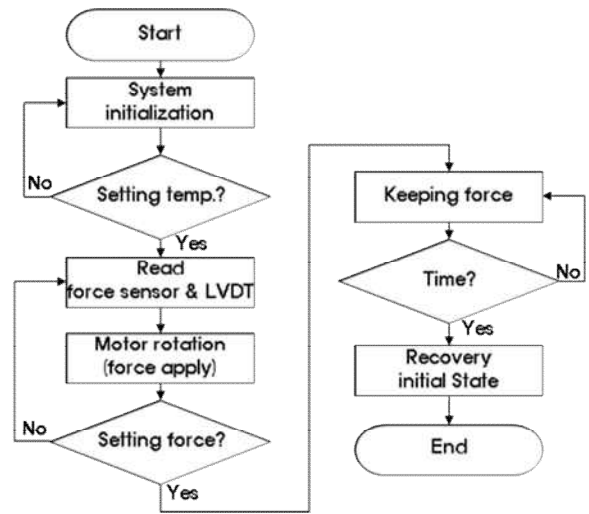 Start
System
initialization
No
Setting temp.?
Yes
Read
force sensor & LVDT
Motor rotation
(force apply)
No
Setting force?
Yes
Keeping force
Time?
No
Yes
Recovery
initial State
End